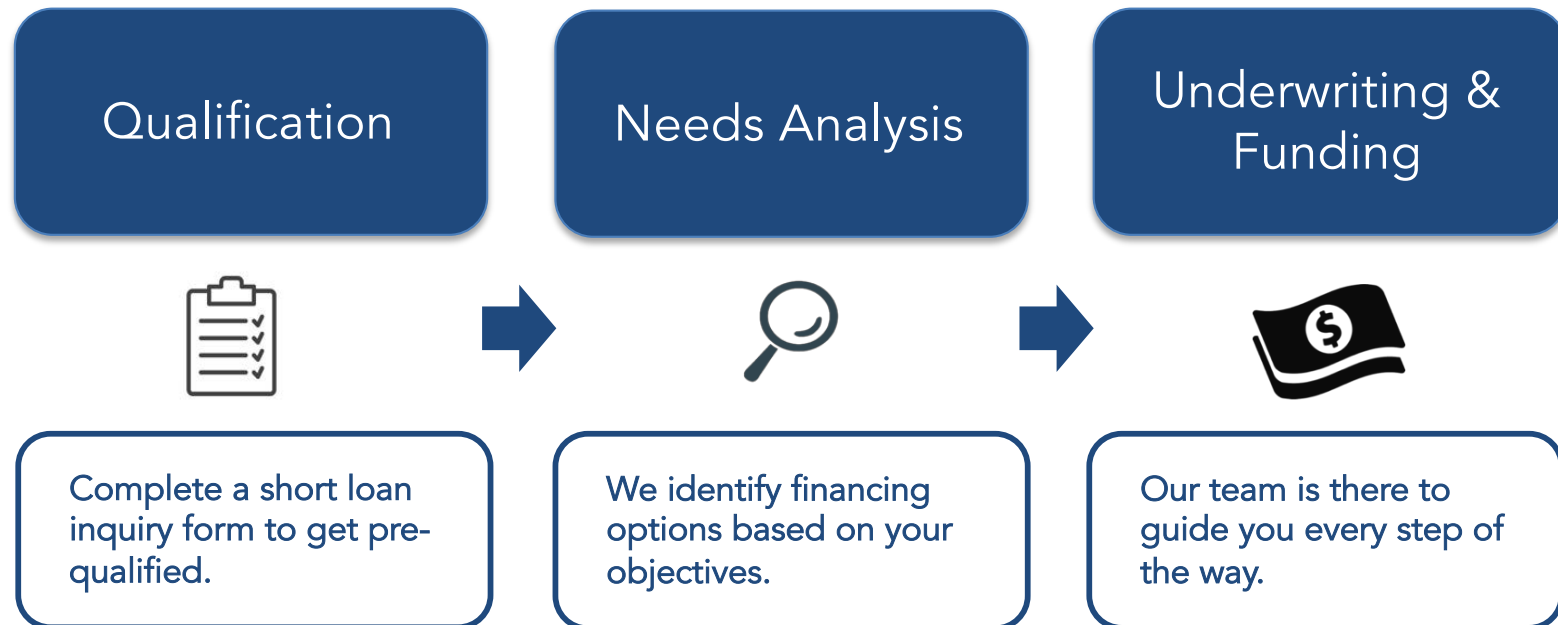 Qualification
Needs Analysis
Underwriting &
Funding
$
Complete a short loan
inquiry form to get pre-
qualified.
We identify financing
options based on your
objectives.
Our team is there to
guide you every step of
the way.